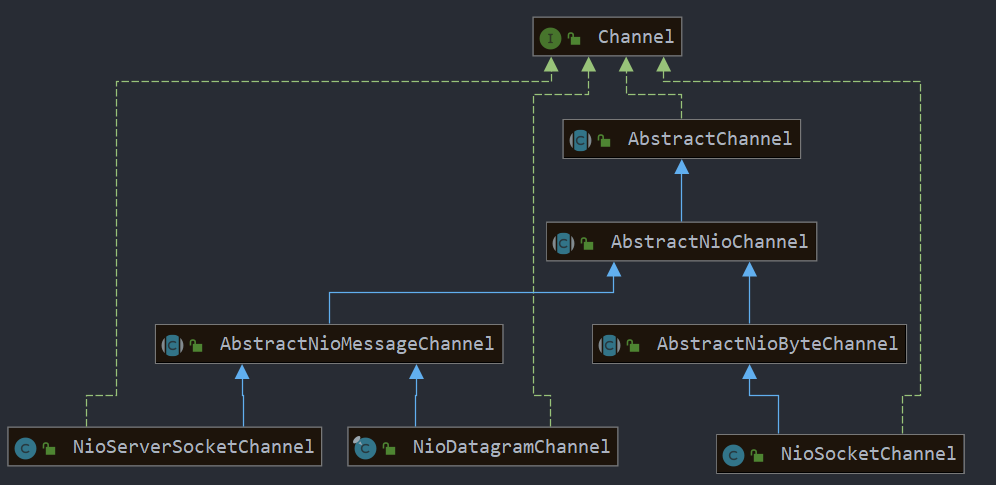 I Channel
C AbstractChannel
C AbstractNioChannel
C AbstractNioMessageChannel
C AbstractNioByteChannel
C NioServerSocketChannel
C NioDatagramChannel
C NioSocketChannel